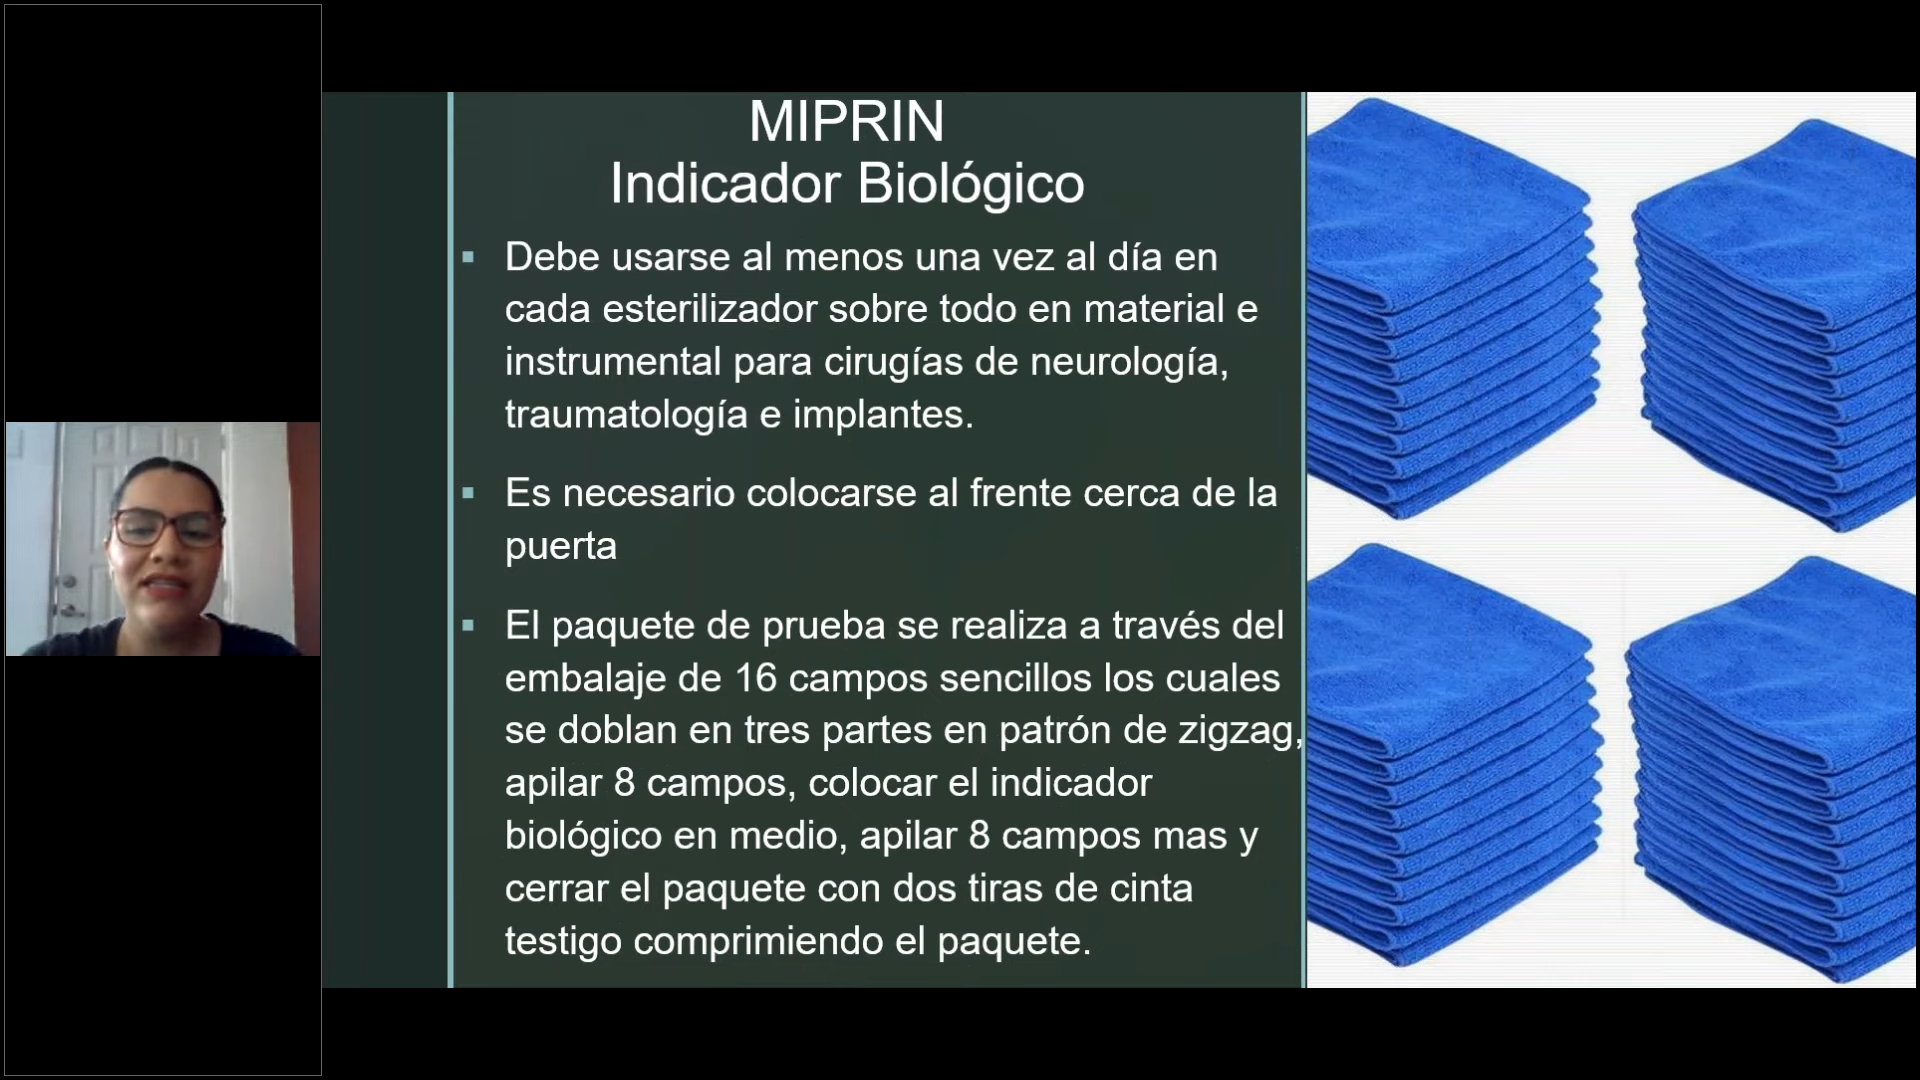 MIPRIN
Indicador Biológico
Debe usarse al menos una vez al día en
cada esterilizador sobre todo en material e
instrumental para cirugías de neurología,
traumatología e implantes.
Es necesario colocarse al frente cerca de la
puerta
El paquete de prueba se realiza a través del
embalaje de 16 campos sencillos los cuales
se doblan en tres partes en patrón de zigzag,
apilar 8 campos, colocar el indicador
biológico en medio, apilar 8 campos mas y
cerrar el paquete con dos tiras de cinta
testigo comprimiendo el paquete.